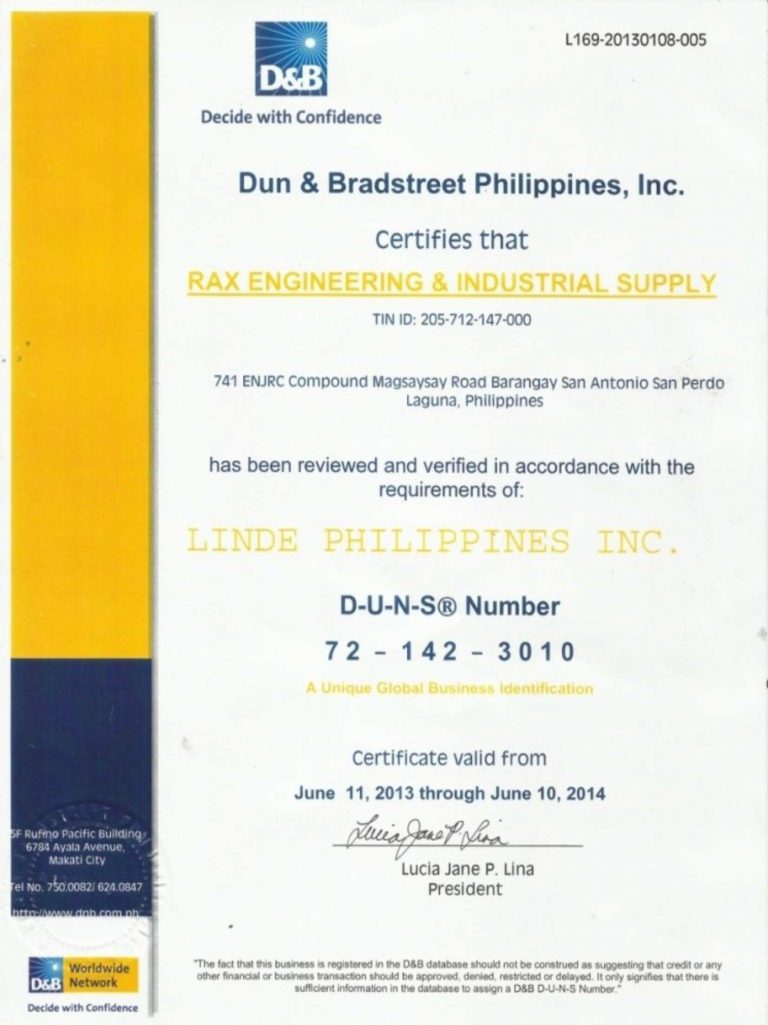 L169-20130108-005
D&B
Decide with Confidence
Dun & Bradstreet Philippines, Inc.
Certifies that
RAX ENGINEERING & INDUSTRIAL SUPPLY
TIN ID: 205-712-147-000
741 ENJRC Compound Magsaysay Road Barangay San Antonio San Perdo
Laguna, Philippines
has been reviewed and verified in accordance with the
requirements of:
LINDE PHILIPPINES INC.
D-U-N-S® Number
72 - 142 - 3010
A Unique Global Business Identification
Certificate valid from
June 11, 2013 through June 10, 2014
Lucia Jane P. Lina
Lucia Jane P. Lina
President
5F Rufino Pacific Building
6784 Ayala Avenue,
Makati City
Tel No. 750.0082/ 624.0847
http://www.dnb.com.ph
D&B Worldwide
Network
Decide with Confidence
"The fact that this business is registered in the D&B database should not be construed as suggesting that credit or any
other financial or business transaction should be approved, denied, restricted or delayed. It only signifies that there is
sufficient information in the database to assign a D&B D-U-N-S Number."